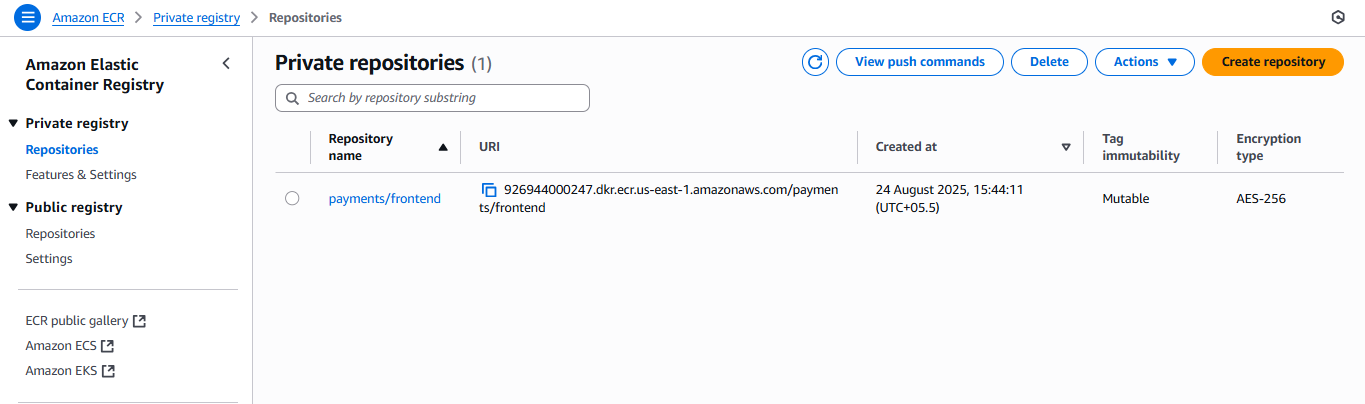 Amazon ECR > Private registry > Repositories
Amazon Elastic
Container Registry
Private registry
Repositories
Features & Settings
Public registry
Repositories
Settings
ECR public gallery
Amazon ECS
Amazon EKS
Private repositories (1)
View push commands
Delete
Actions
Create repository
Search by repository substring
Repository
name
URI
Created at
Tag
immutability
Encryption
type
payments/frontend
926944000247.dkr.ecr.us-east-1.amazonaws.com/paymen
ts/frontend
24 August 2025, 15:44:11
(UTC+05.5)
Mutable
AES-256